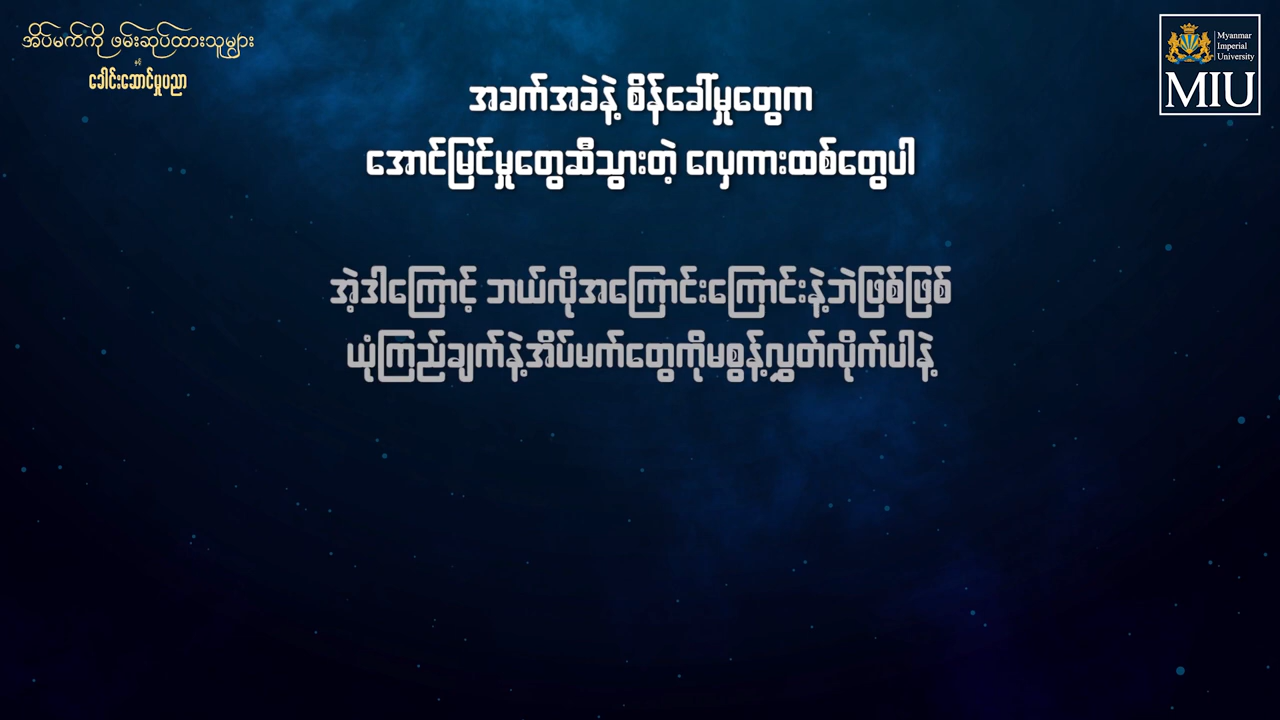 အိပ်မက်ကို ဖမ်းဆုပ်ထားသူများ
နှင့်
ခေါင်းဆောင်မှုပညာ
Myanmar
Imperial
University
MIU
အခက်အခဲနဲ့ စိန်ခေါ်မှုတွေက
အောင်မြင်မှုတွေဆီသွားတဲ့ လှေကားထစ်တွေပါ
အဲ့ဒါကြောင့် ဘယ်လိုအကြောင်းကြောင်းနဲ့ဘဲဖြစ်ဖြစ်
ယုံကြည်ချက်နဲ့အိပ်မက်တွေကိုမစွန့်လွှတ်လိုက်ပါနဲ့